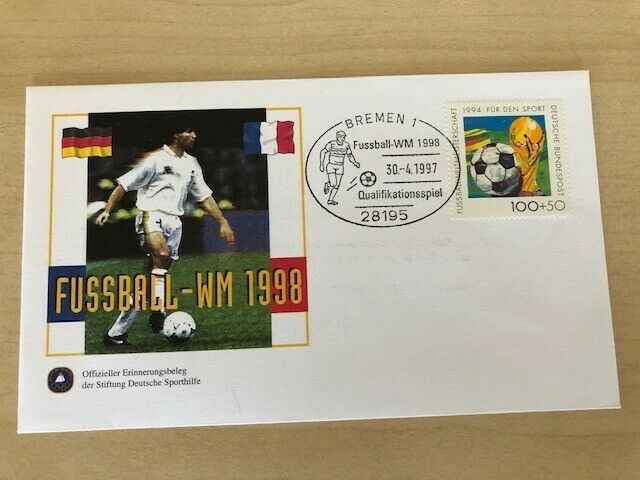 FUSSBALL-WM 1998
Offizieller Erinnerungsbeleg
der Stiftung Deutsche Sporthilfe
BREMEN 1
Fussball-WM 1998
30.-4.1997
Qualifikationsspiel
28195
1994 · FÜR DEN SPORT
DEUTSCHE BUNDESPOST
100+50